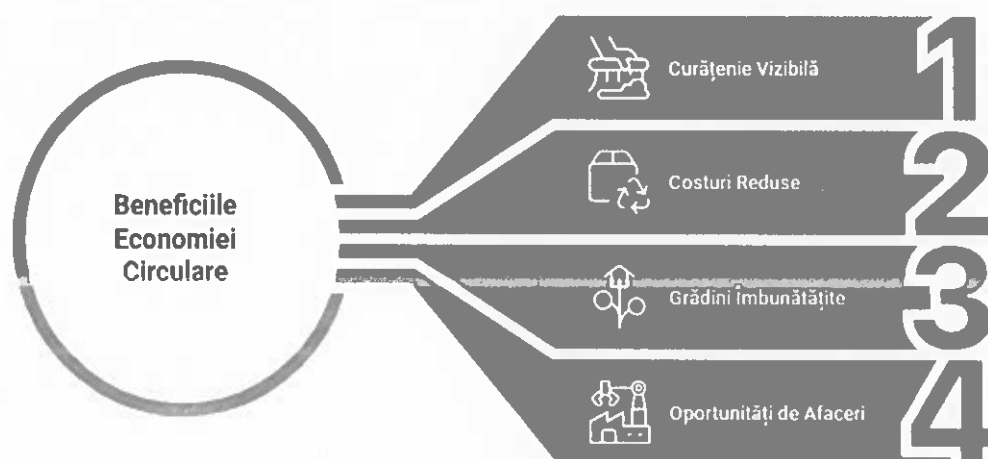 Beneficiile
Economiei
Circulare
Curățenie Vizibilă
1
Costuri Reduse
2
Grădini Îmbunătățite
3
Oportunități de Afaceri
4